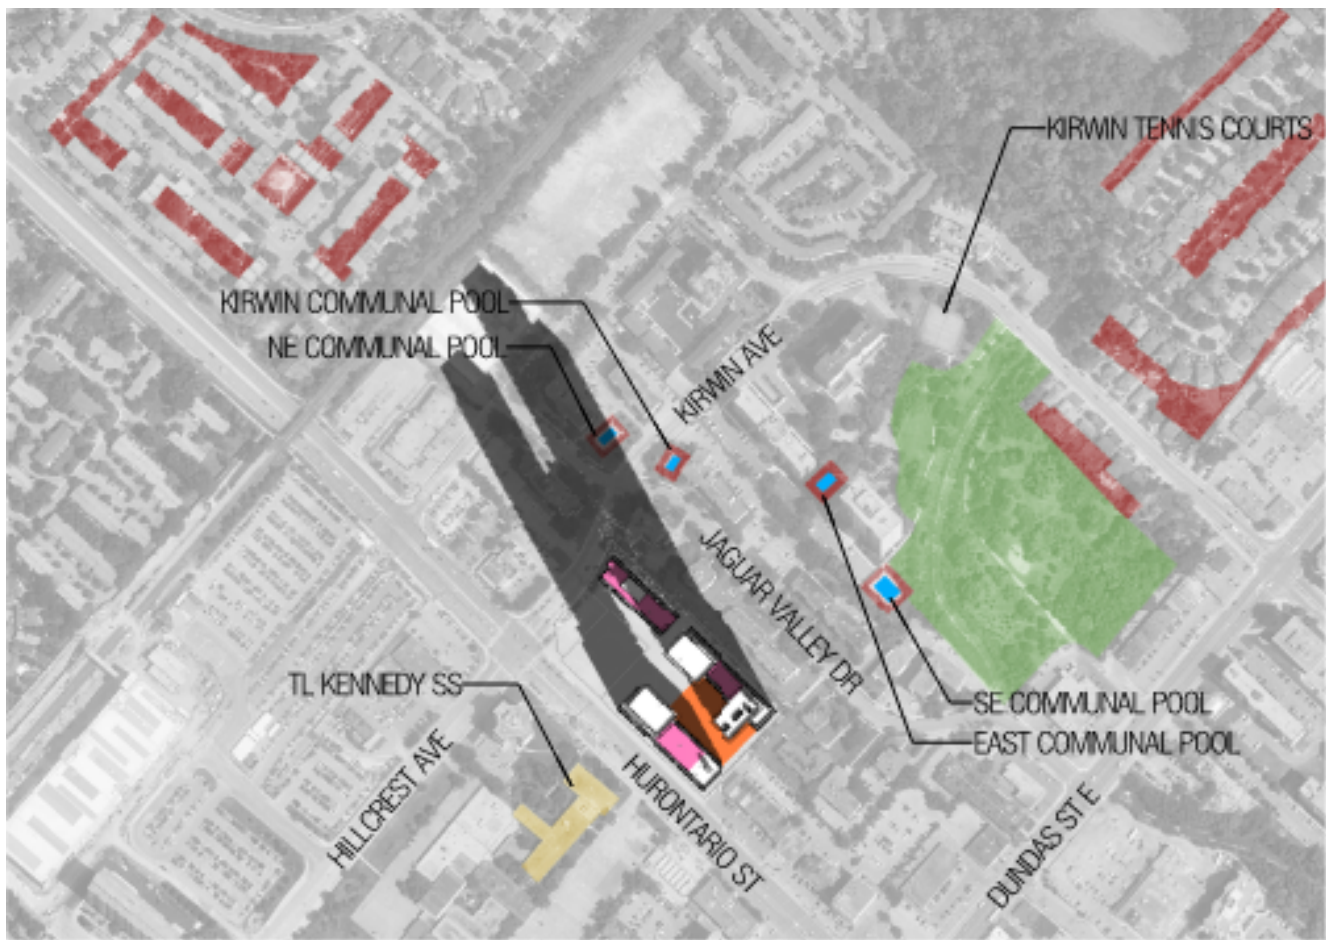 KIRWIN TENNIS COURTS
KIRWIN COMMUNAL POOL
NE COMMUNAL POOL
KIRWIN AVE
JAGUAR VALLEY DR
TL KENNEDY SS
SE COMMUNAL POOL
EAST COMMUNAL POOL
HILLCREST AVE
HURONTARIO ST
DUNDAS ST E